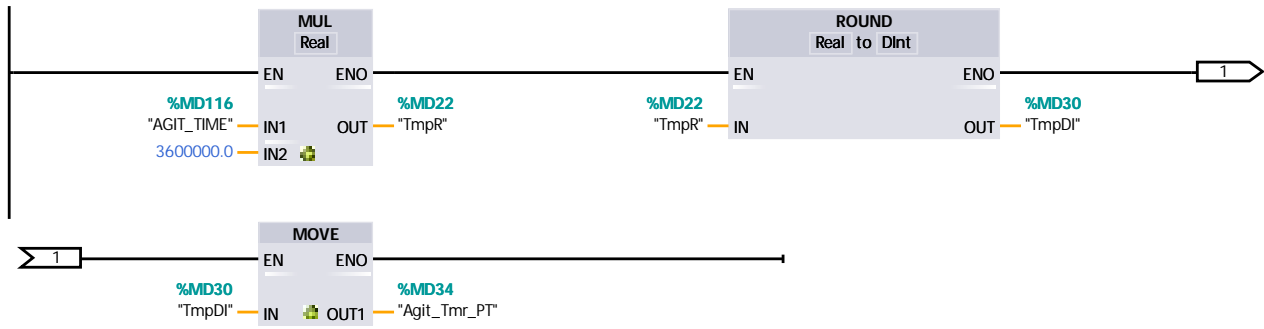 MUL
Real
EN ENO
%MD116
"AGIT_TIME" IN1
3600000.0 IN2
OUT
%MD22
"TmpR"
ROUND
Real to DInt
EN ENO
%MD22
"TmpR" IN
OUT
%MD30
"TmpDI"
1
1
MOVE
EN ENO
%MD30
"TmpDI" IN
OUT1
%MD34
"Agit_Tmr_PT"